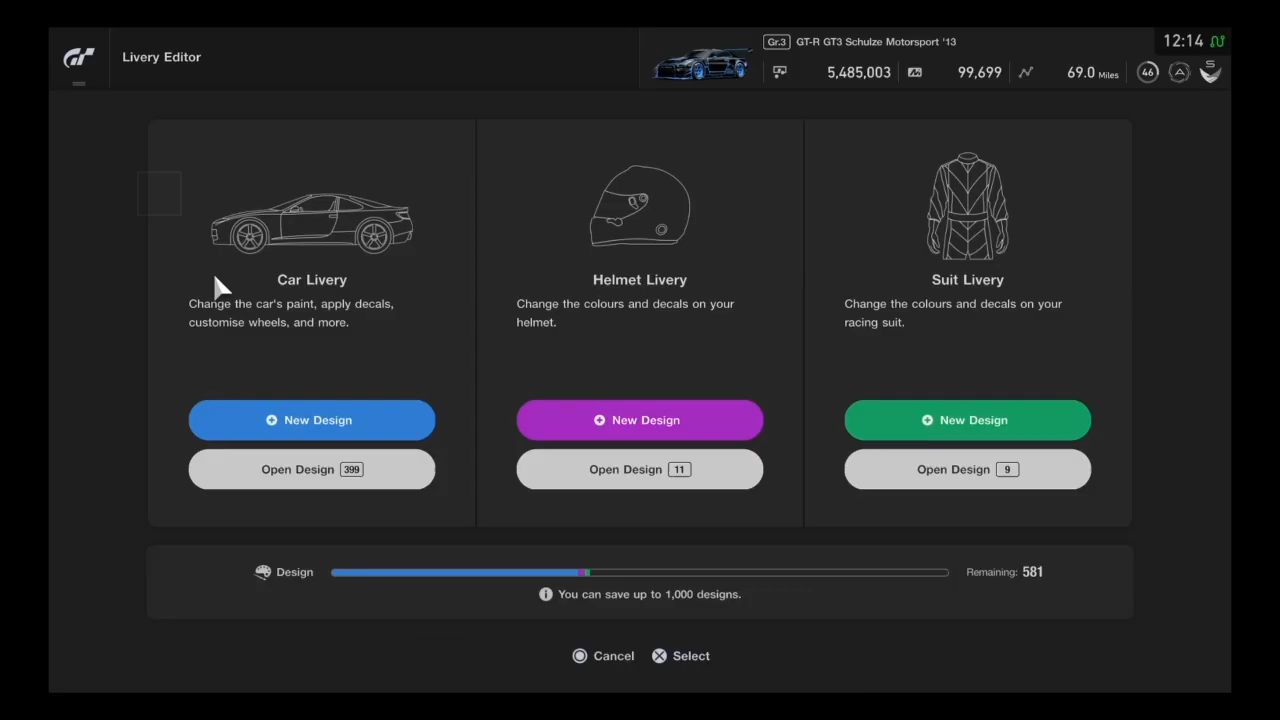 Livery Editor
Gr.3 GT-R GT3 Schulze Motorsport '13
12:14
5,485,003
99,699
69.0 Miles
46
A
S
Car Livery
Change the car's paint, apply decals,
customise wheels, and more.
New Design
Open Design 399
Helmet Livery
Change the colours and decals on your
helmet.
New Design
Open Design 11
Suit Livery
Change the colours and decals on your
racing suit.
New Design
Open Design 9
Design
Remaining: 581
You can save up to 1,000 designs.
Cancel
Select